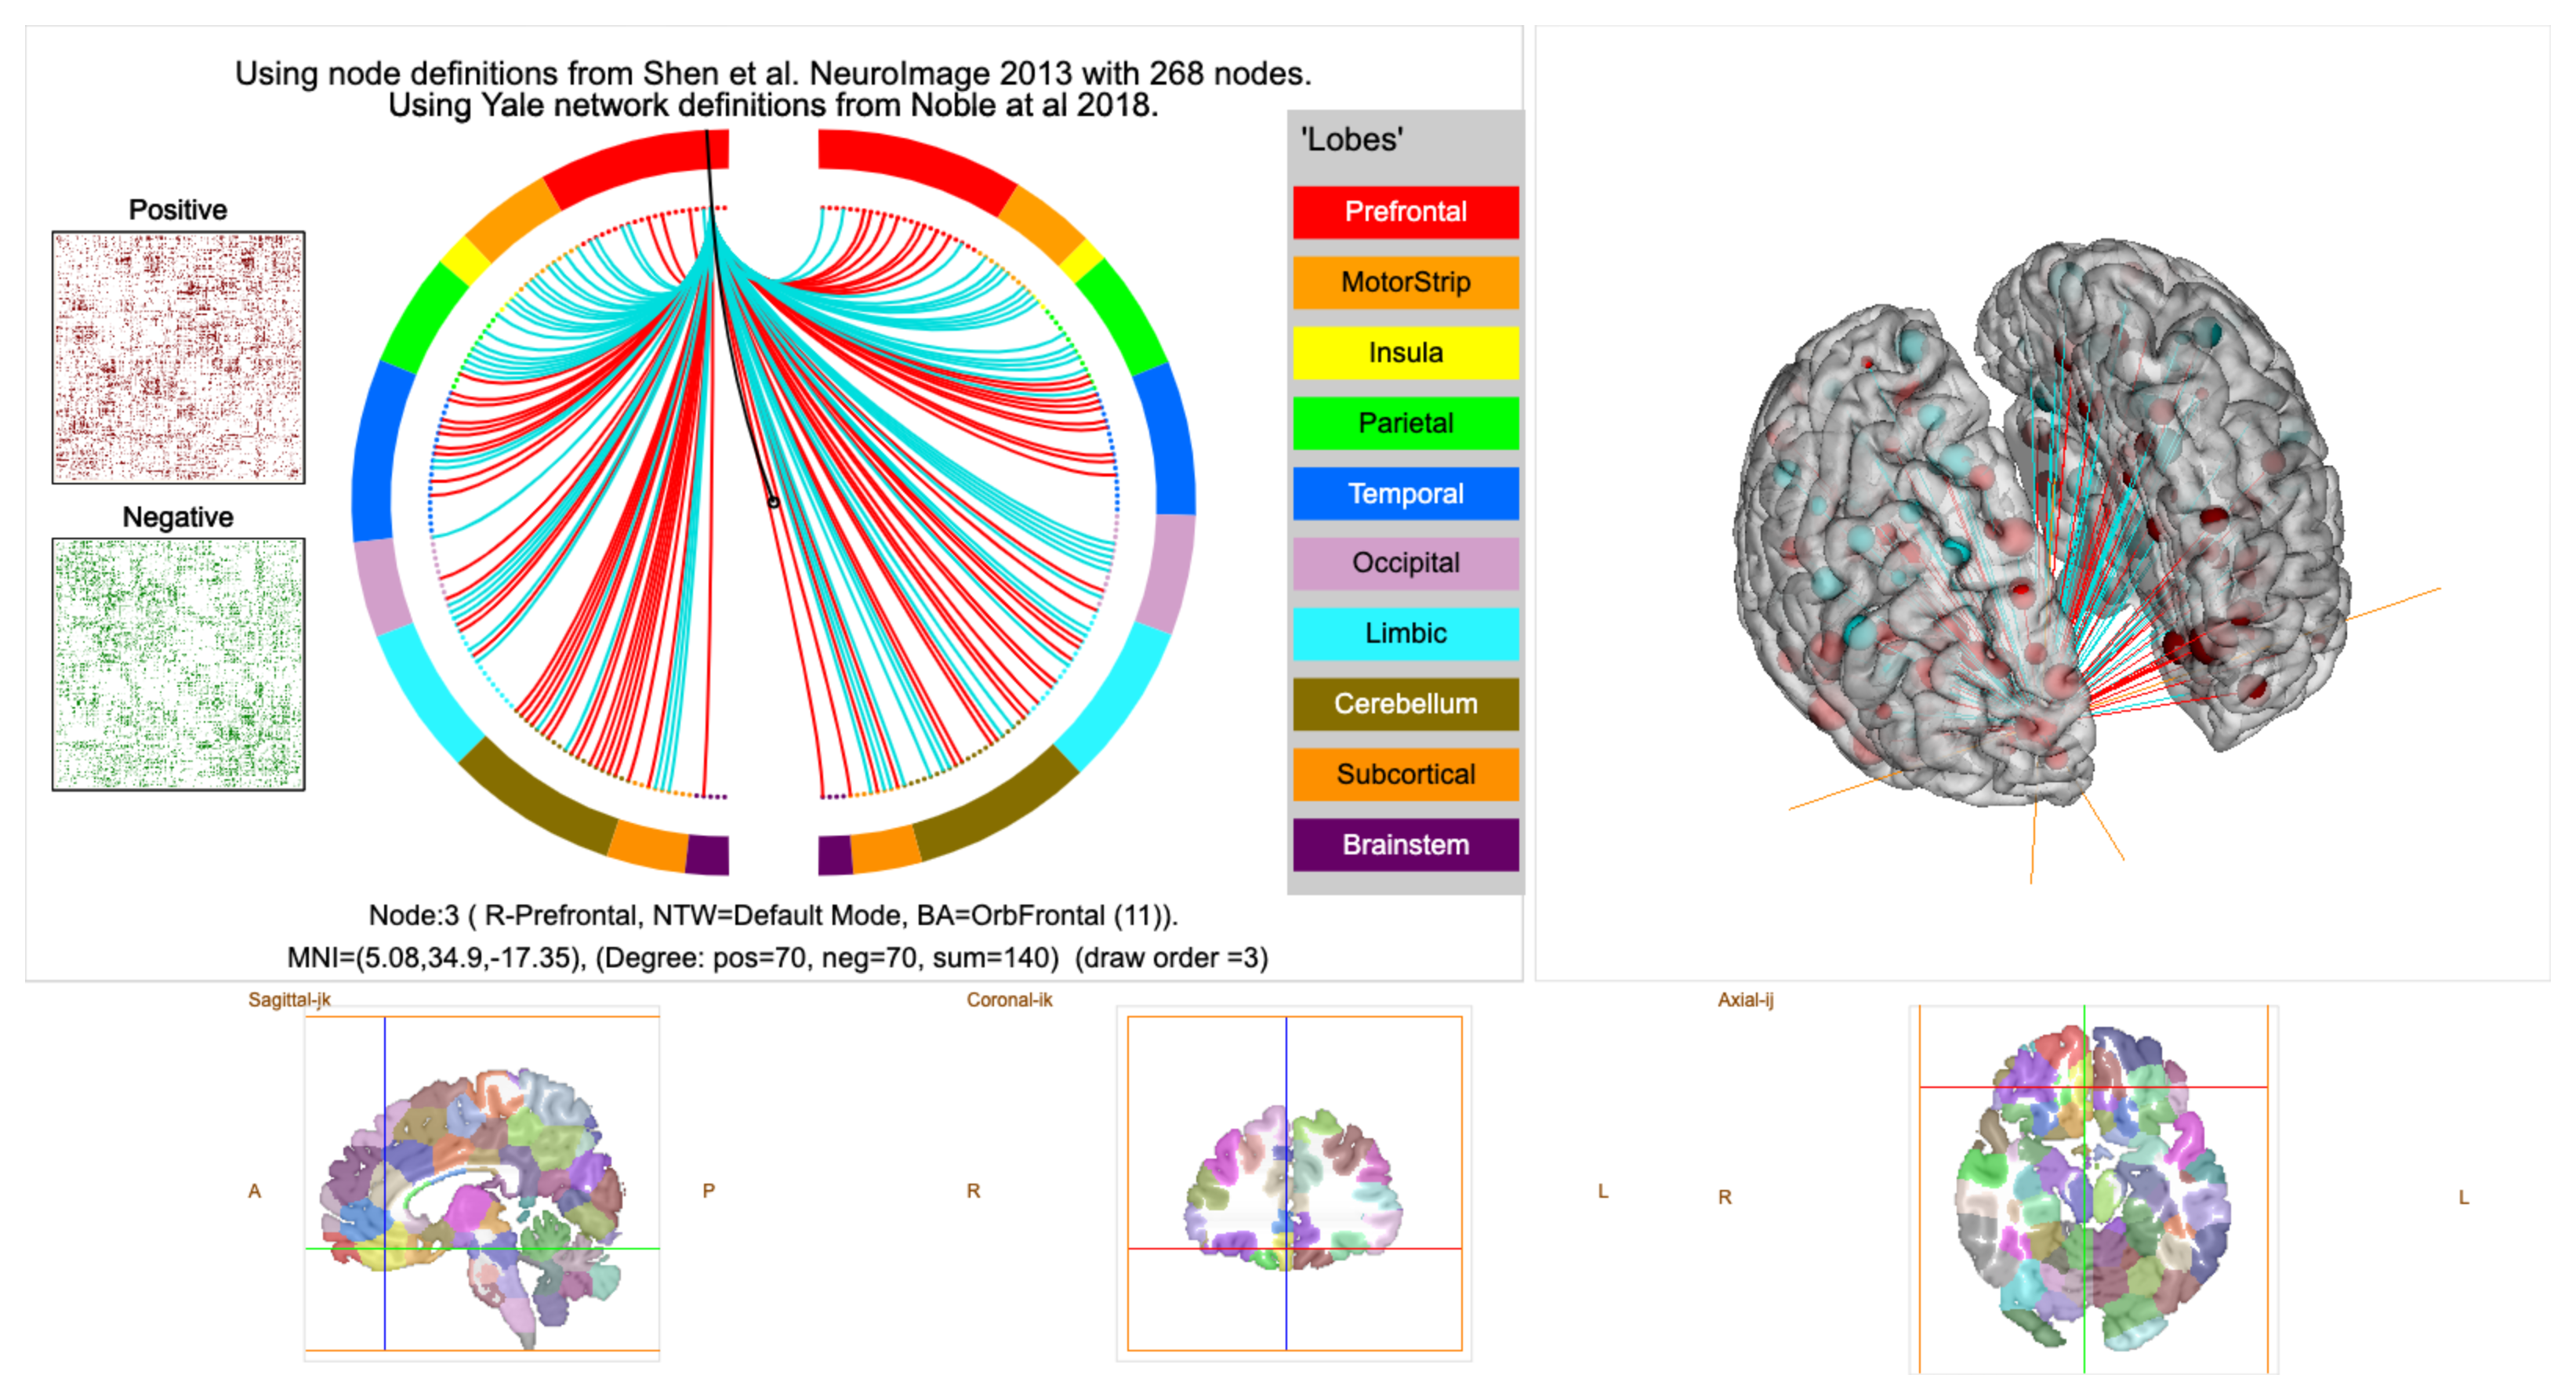 Using node definitions from Shen et al. NeuroImage 2013 with 268 nodes.
Using Yale network definitions from Noble at al 2018.
'Lobes'
Prefrontal
MotorStrip
Insula
Parietal
Temporal
Occipital
Limbic
Cerebellum
Subcortical
Brainstem
Positive
Negative
Node:3 ( R-Prefrontal, NTW=Default Mode, BA=OrbFrontal (11)).
MNI=(5.08,34.9,-17.35), (Degree: pos=70, neg=70, sum=140) (draw order =3)
Sagittal-jk
A
P
Coronal-ik
R
L
Axial-ij
R
L